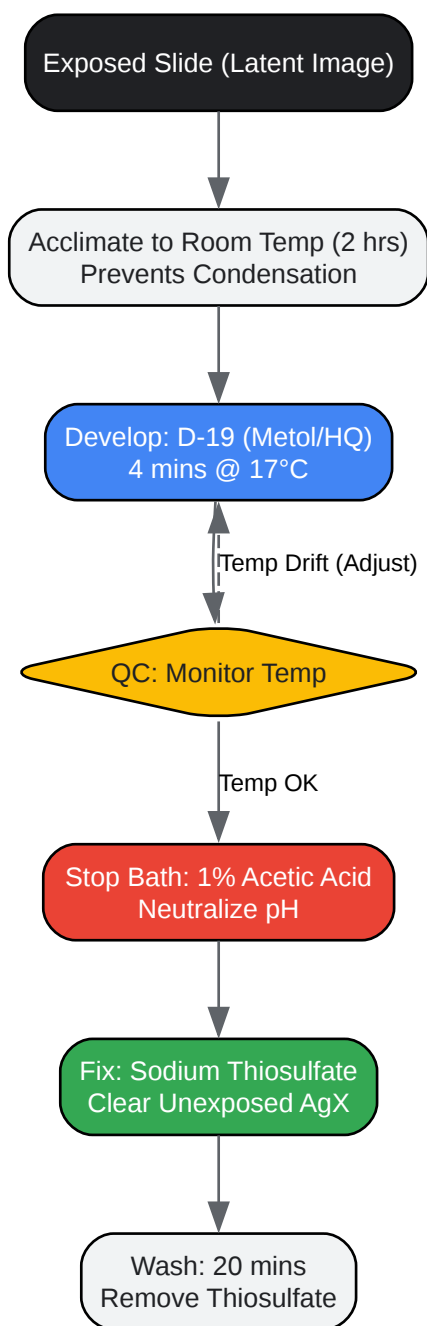 Exposed Slide (Latent Image)
Acclimate to Room Temp (2 hrs)
Prevents Condensation
Develop: D-19 (Metol/HQ)
4 mins @ 17°C
Temp Drift (Adjust)
QC: Monitor Temp
Temp OK
Stop Bath: 1% Acetic Acid
Neutralize pH
Fix: Sodium Thiosulfate
Clear Unexposed AgX
Wash: 20 mins
Remove Thiosulfate